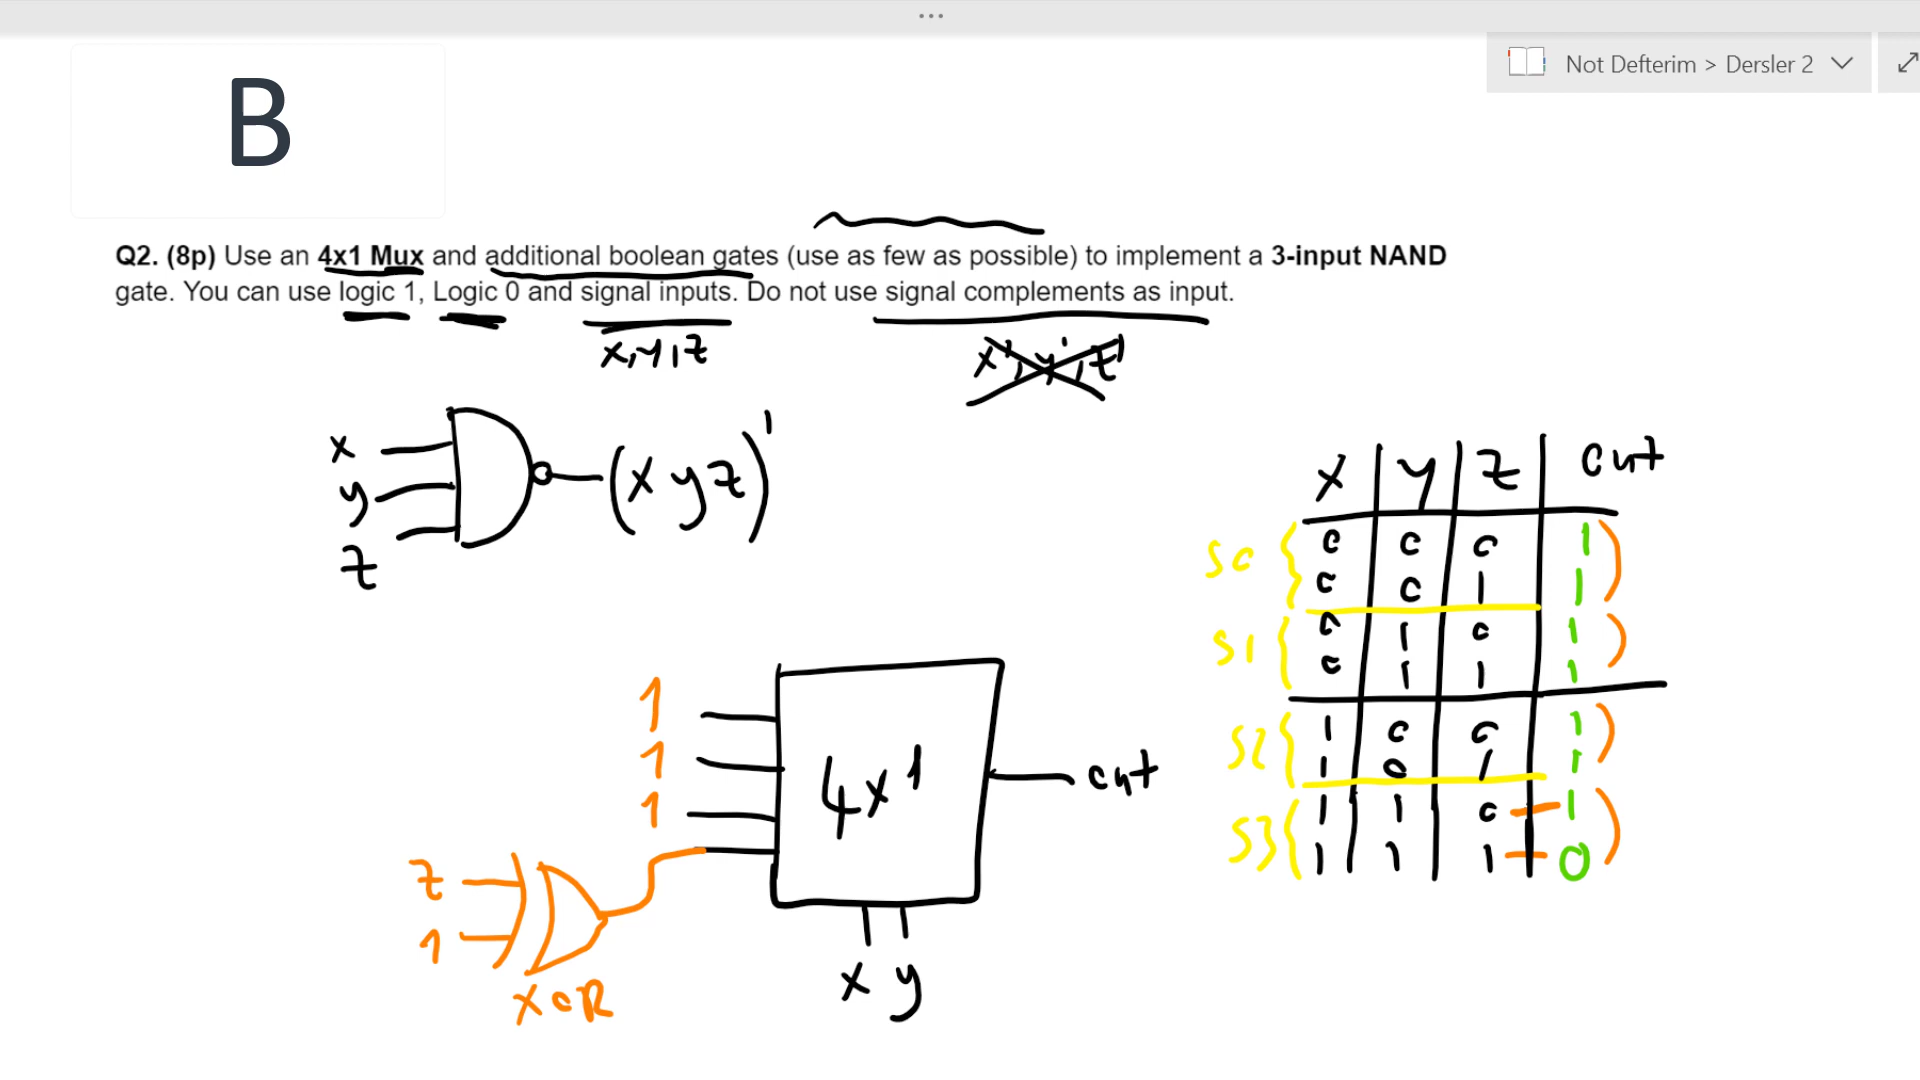 ...
Not Defterim > Dersler 2
B
Q2. (8p) Use an 4x1 Mux and additional boolean gates (use as few as possible) to implement a 3-input NAND
gate. You can use logic 1, Logic 0 and signal inputs. Do not use signal complements as input.
x,y,z
x',y',z'
x
y
z
(xyz)'
x y z out
S0 0 0 0 1
0 0 1 1
S1 0 1 0 1
0 1 1 1
S2 1 0 0 1
1 0 1 1
S3 1 1 0 1
1 1 1 0
1
1
1
4x1
out
z
1
XOR
x y